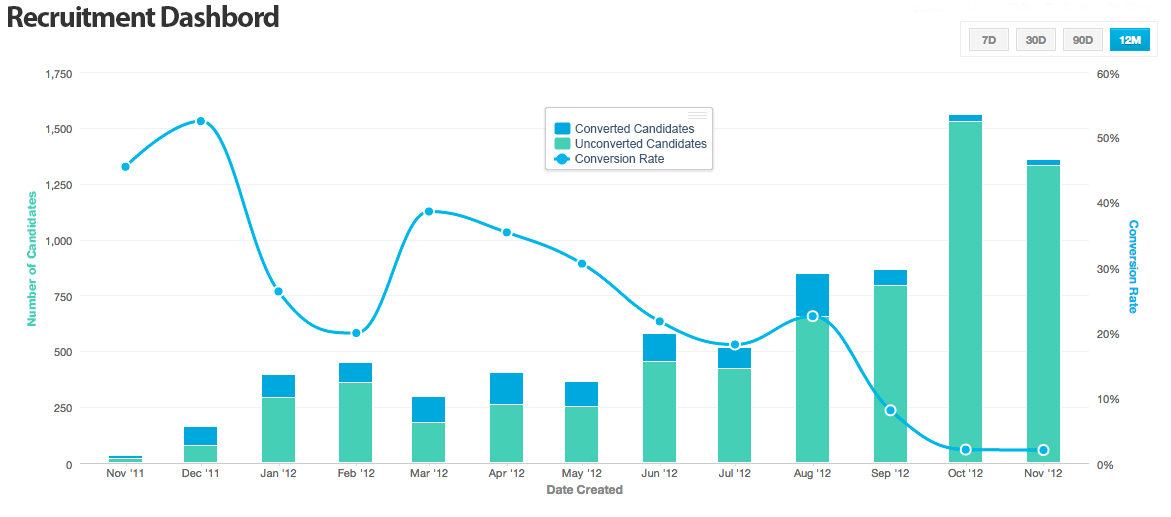 Recruitment Dashbord
7D 30D 90D 12M
1,750
1,500
1,250
1,000
750
500
250
0
Number of Candidates
Converted Candidates
Unconverted Candidates
Conversion Rate
60%
50%
40%
30%
20%
10%
0%
Conversion Rate
Nov '11 Dec '11 Jan '12 Feb '12 Mar '12 Apr '12 May '12 Jun '12 Jul '12 Aug '12 Sep '12 Oct '12 Nov '12
Date Created